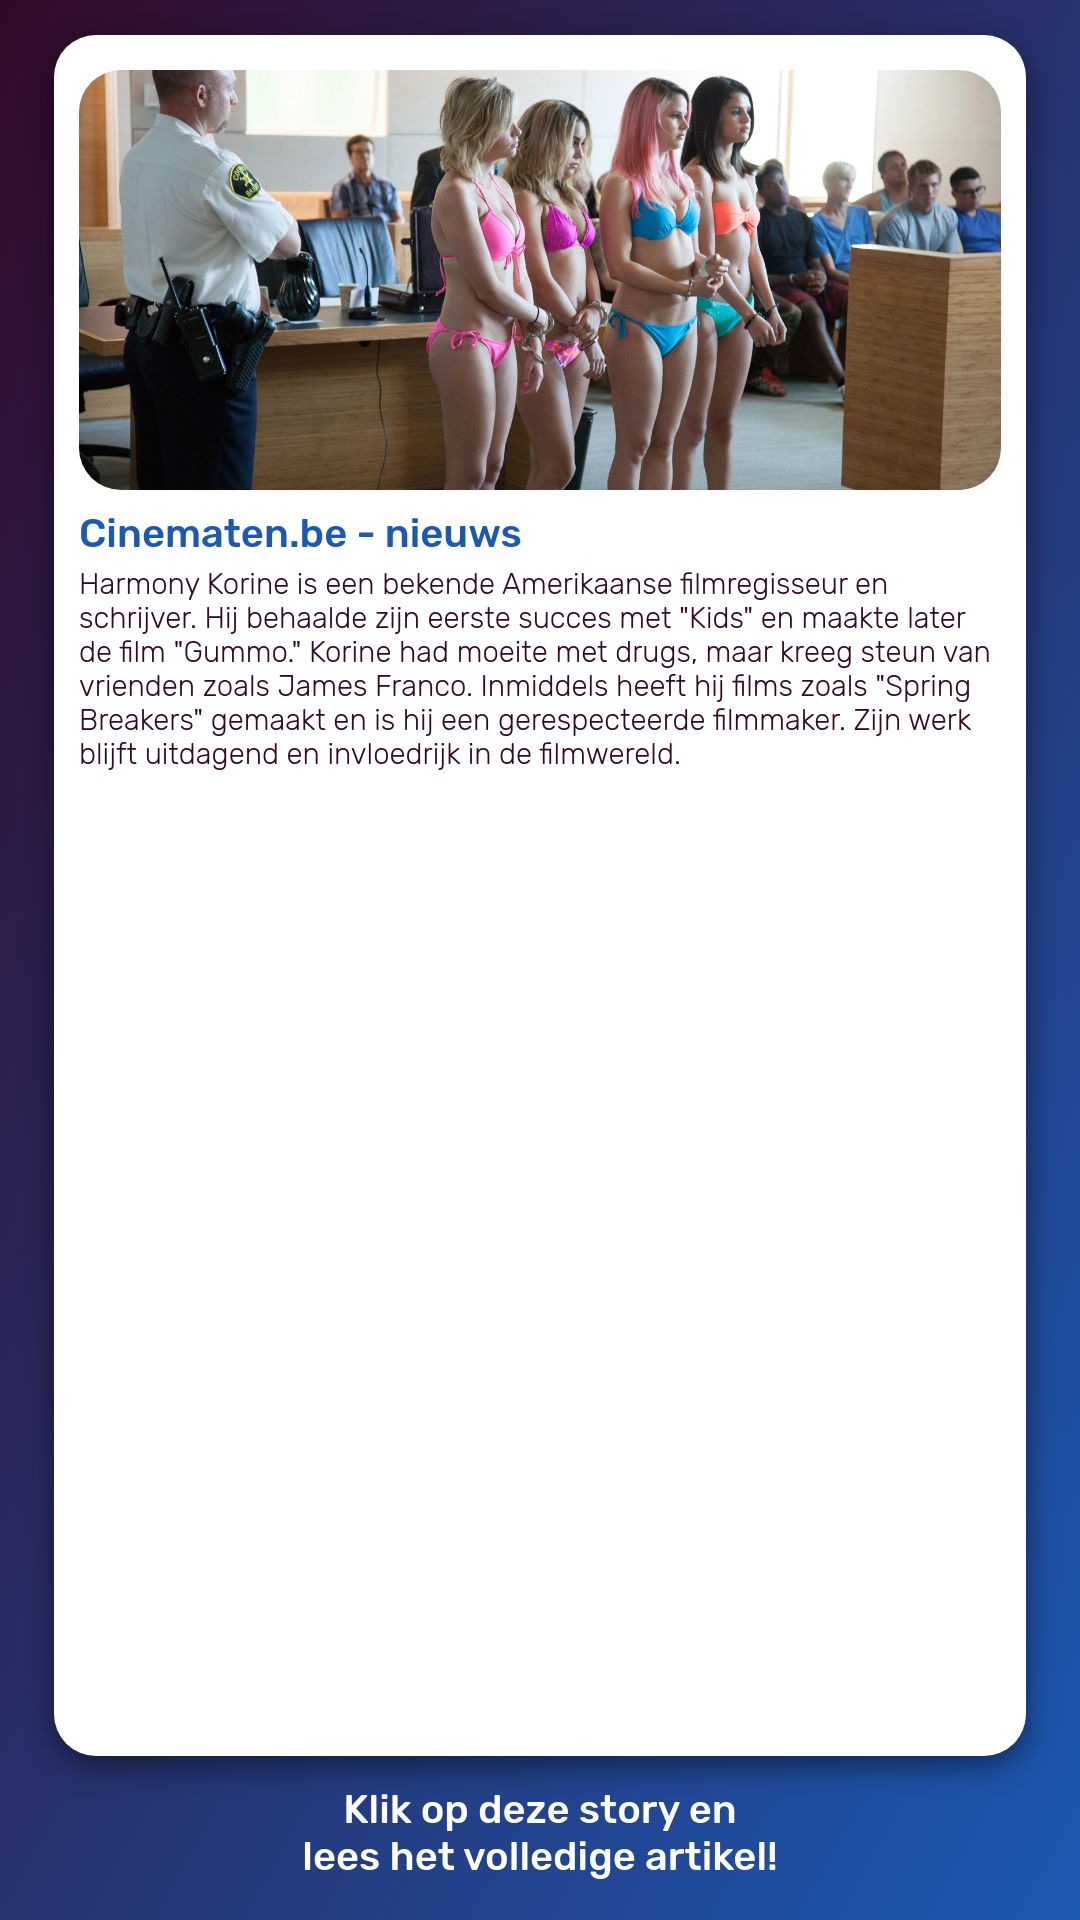 Cinematen.be - nieuws
Harmony Korine is een bekende Amerikaanse filmregisseur en
schrijver. Hij behaalde zijn eerste succes met "Kids" en maakte later
de film "Gummo." Korine had moeite met drugs, maar kreeg steun van
vrienden zoals James Franco. Inmiddels heeft hij films zoals "Spring
Breakers" gemaakt en is hij een gerespecteerde filmmaker. Zijn werk
blijft uitdagend en invloedrijk in de filmwereld.
Klik op deze story en
lees het volledige artikel!